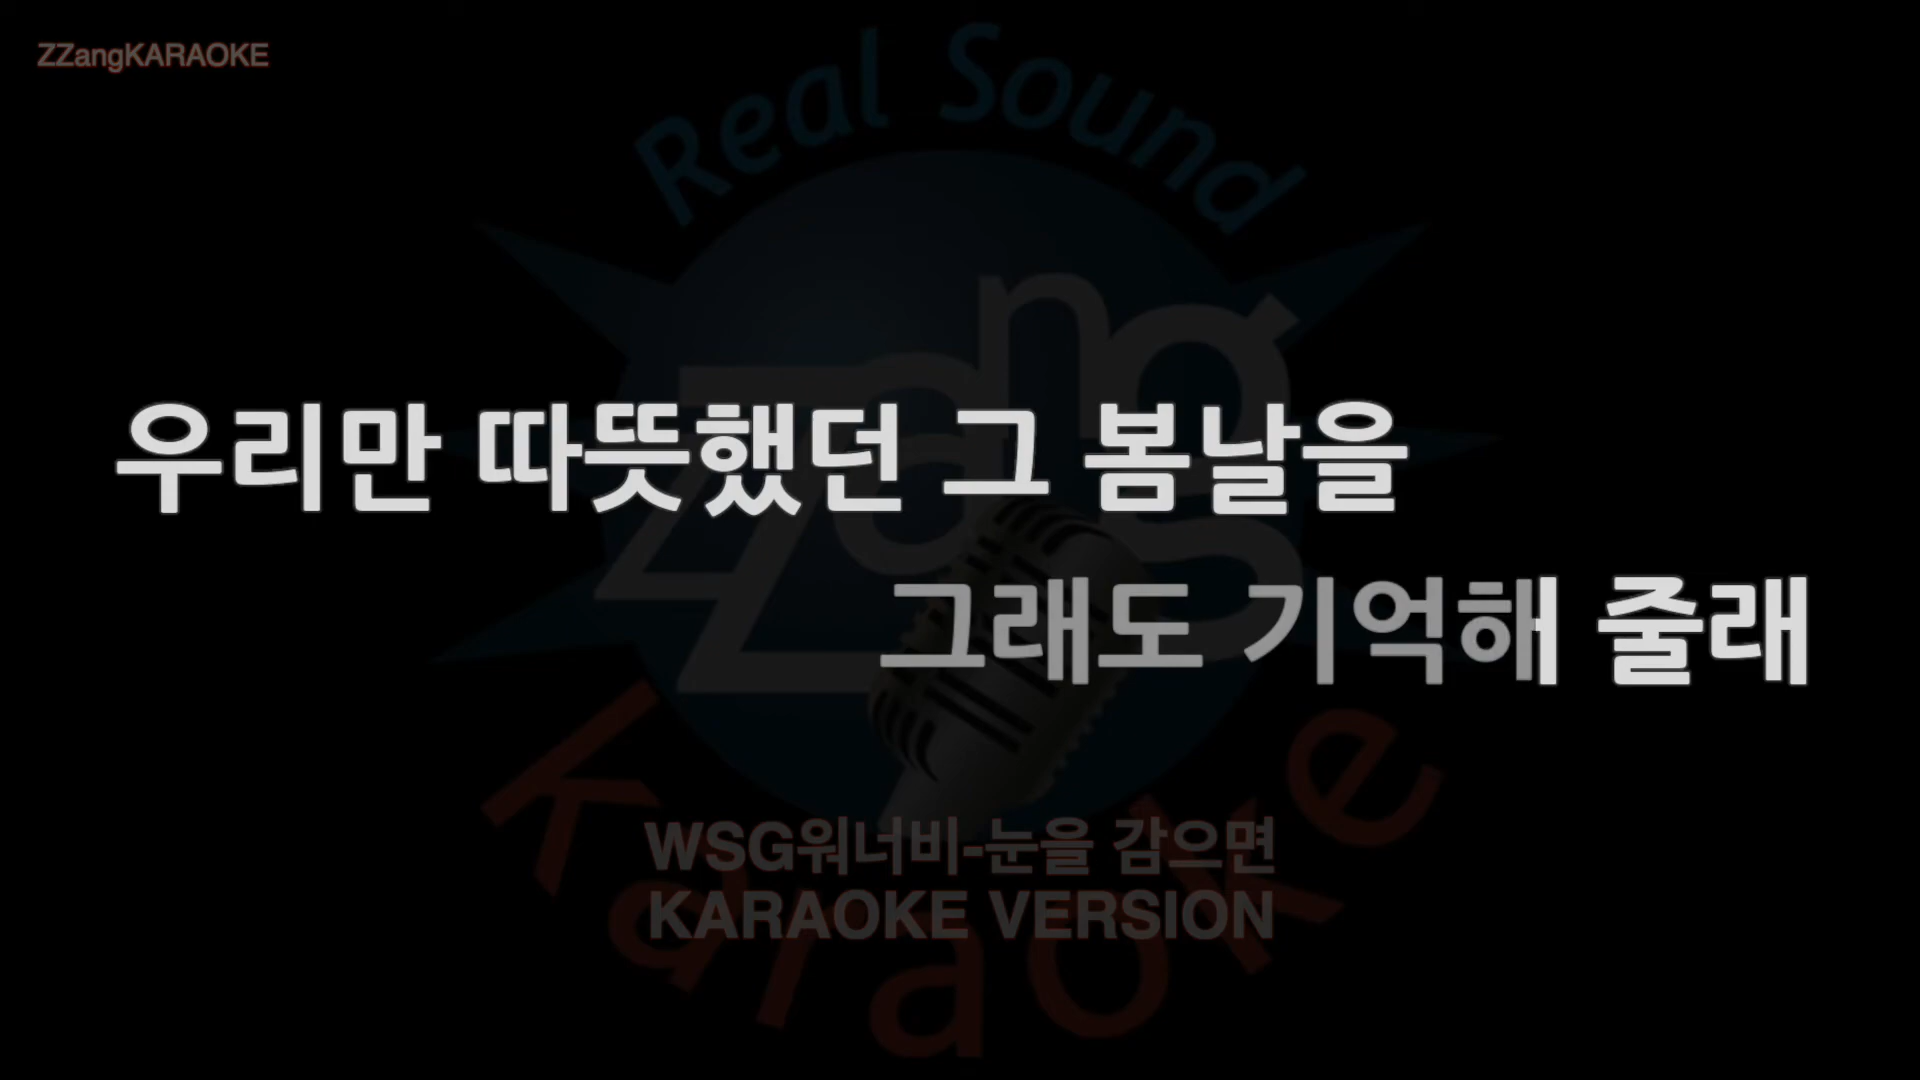 ZZangKARAOKE
Real Sound
Zzang
우리만 따뜻했던 그 봄날을
그래도 기억해 줄래
WSG워너비-눈을 감으면
KARAOKE VERSION
Karaoke